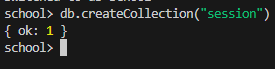 school> db.createCollection("session")
{ ok: 1 }
school>